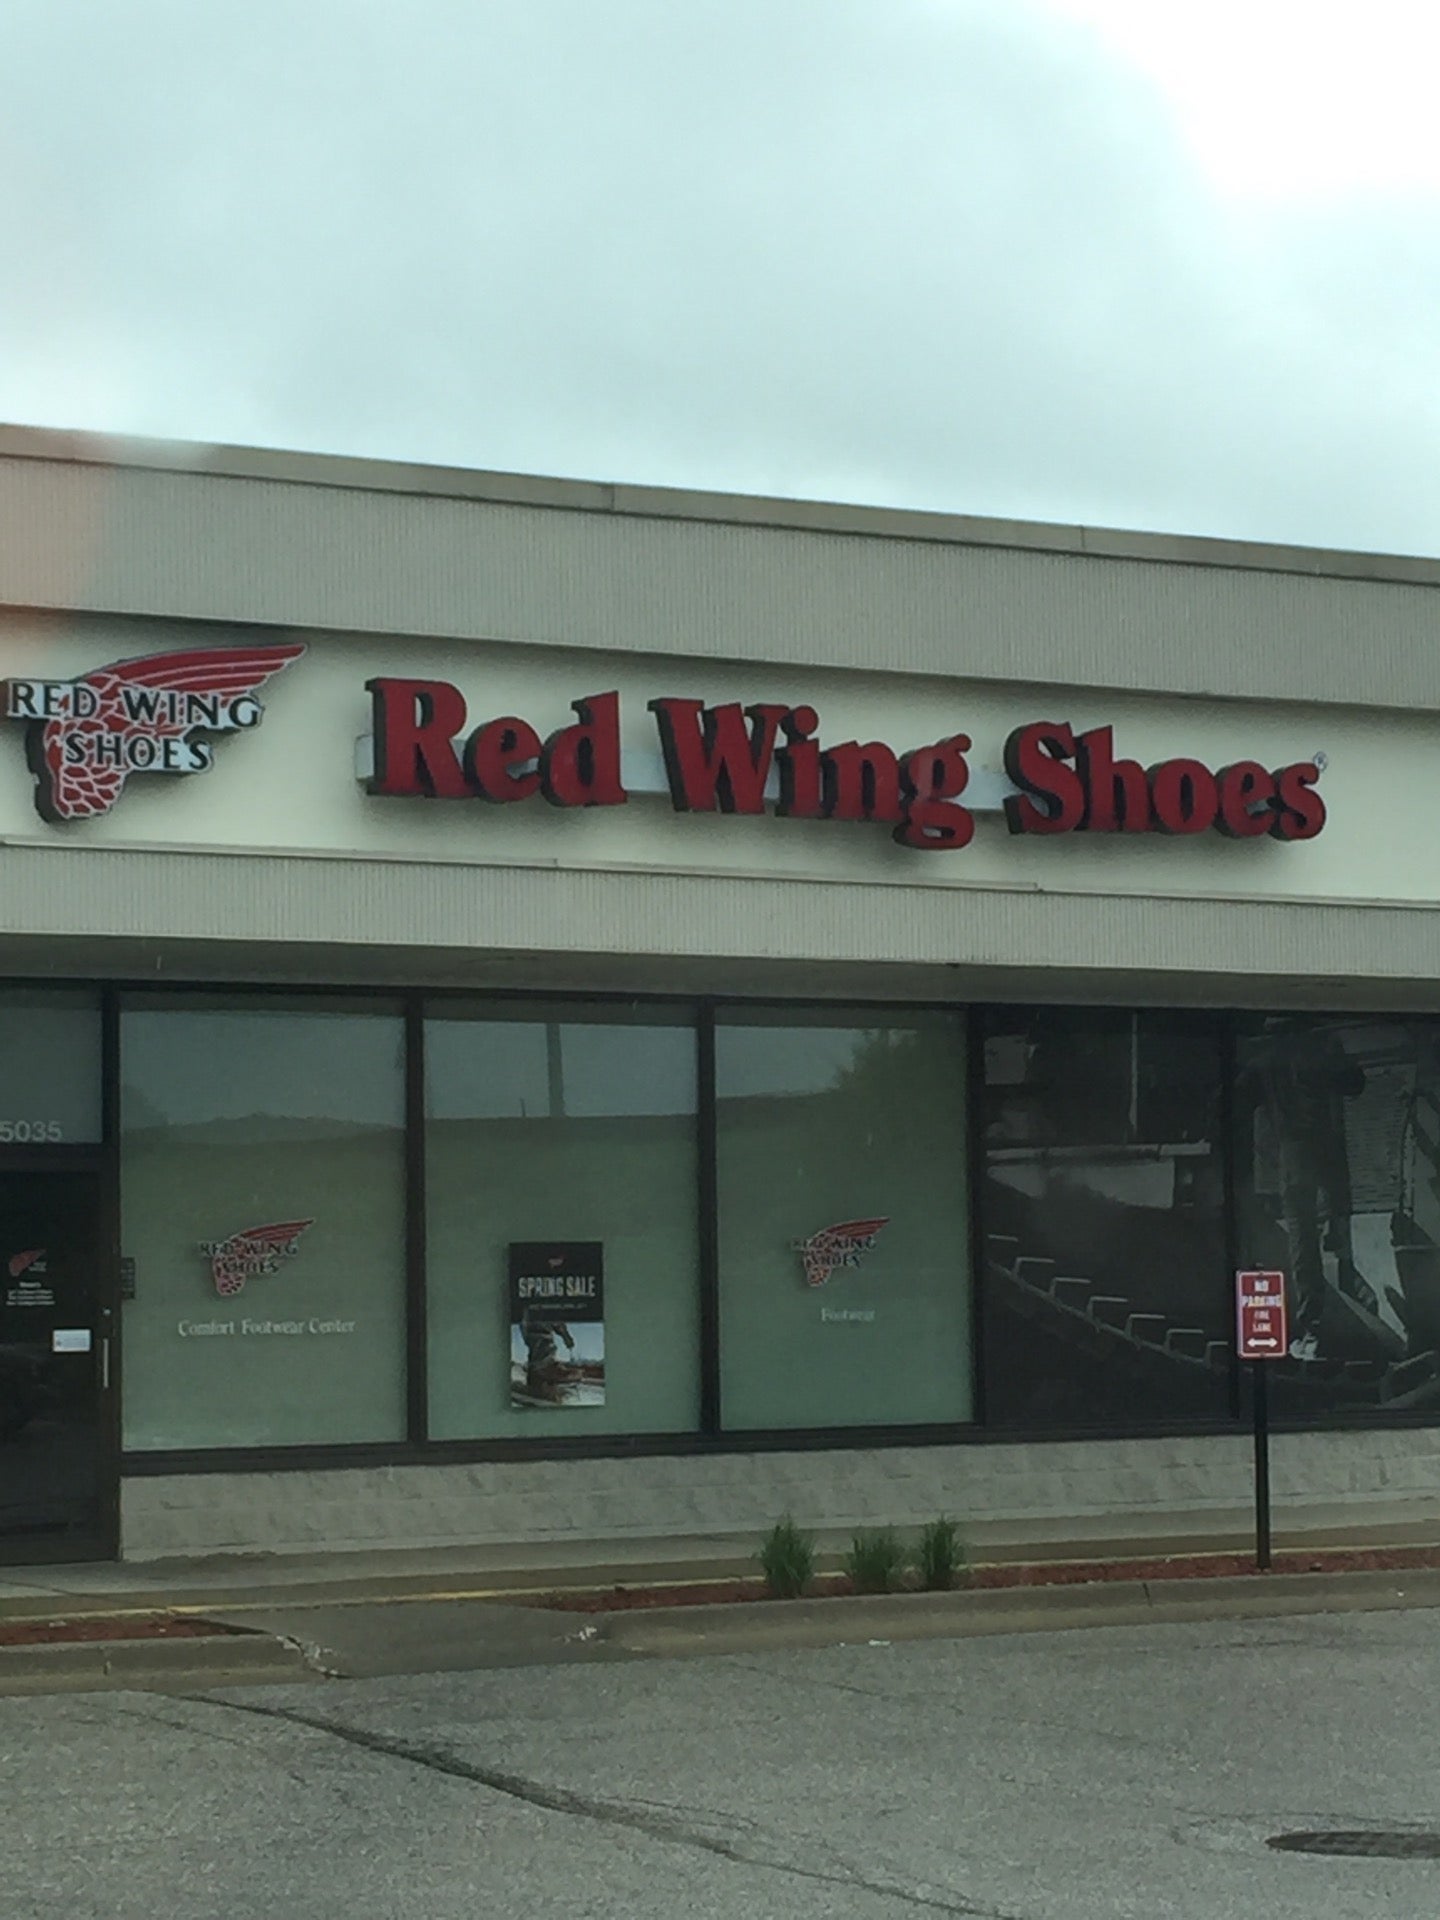 RED WING
SHOES
Red Wing Shoes®
5035
RED WING
SHOES
Comfort Footwear Center
SPRING SALE
RED WING
SHOES
Footwear
NO
PARKING
FIRE
LANE